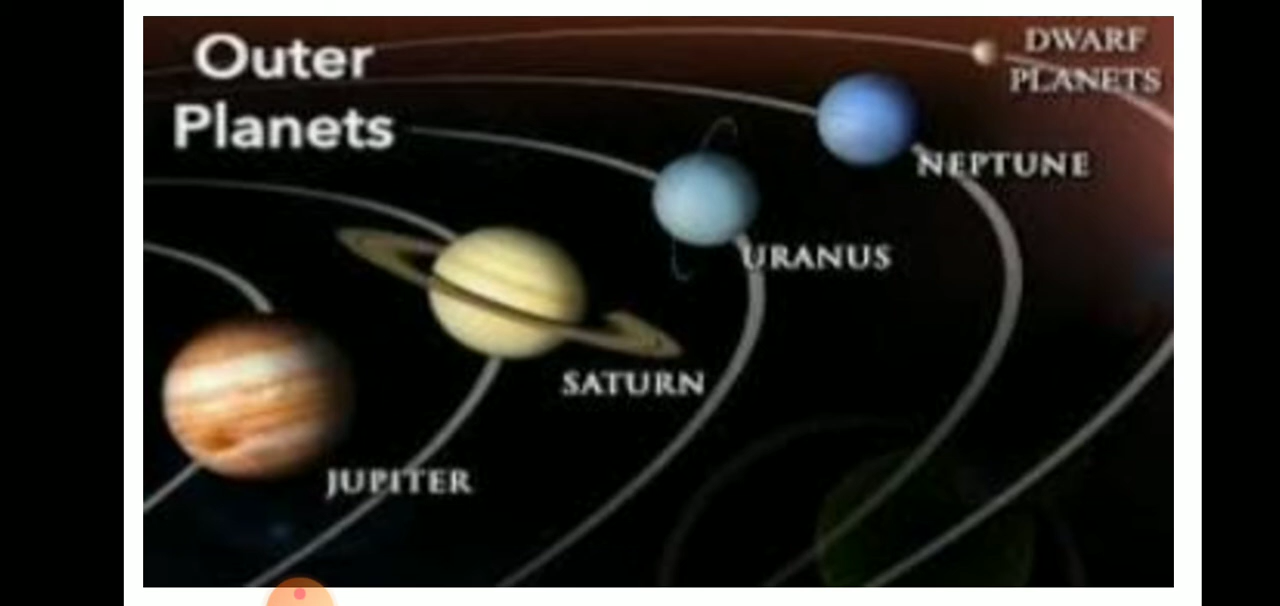 Outer
Planets
DWARF
PLANETS
NEPTUNE
URANUS
SATURN
JUPITER